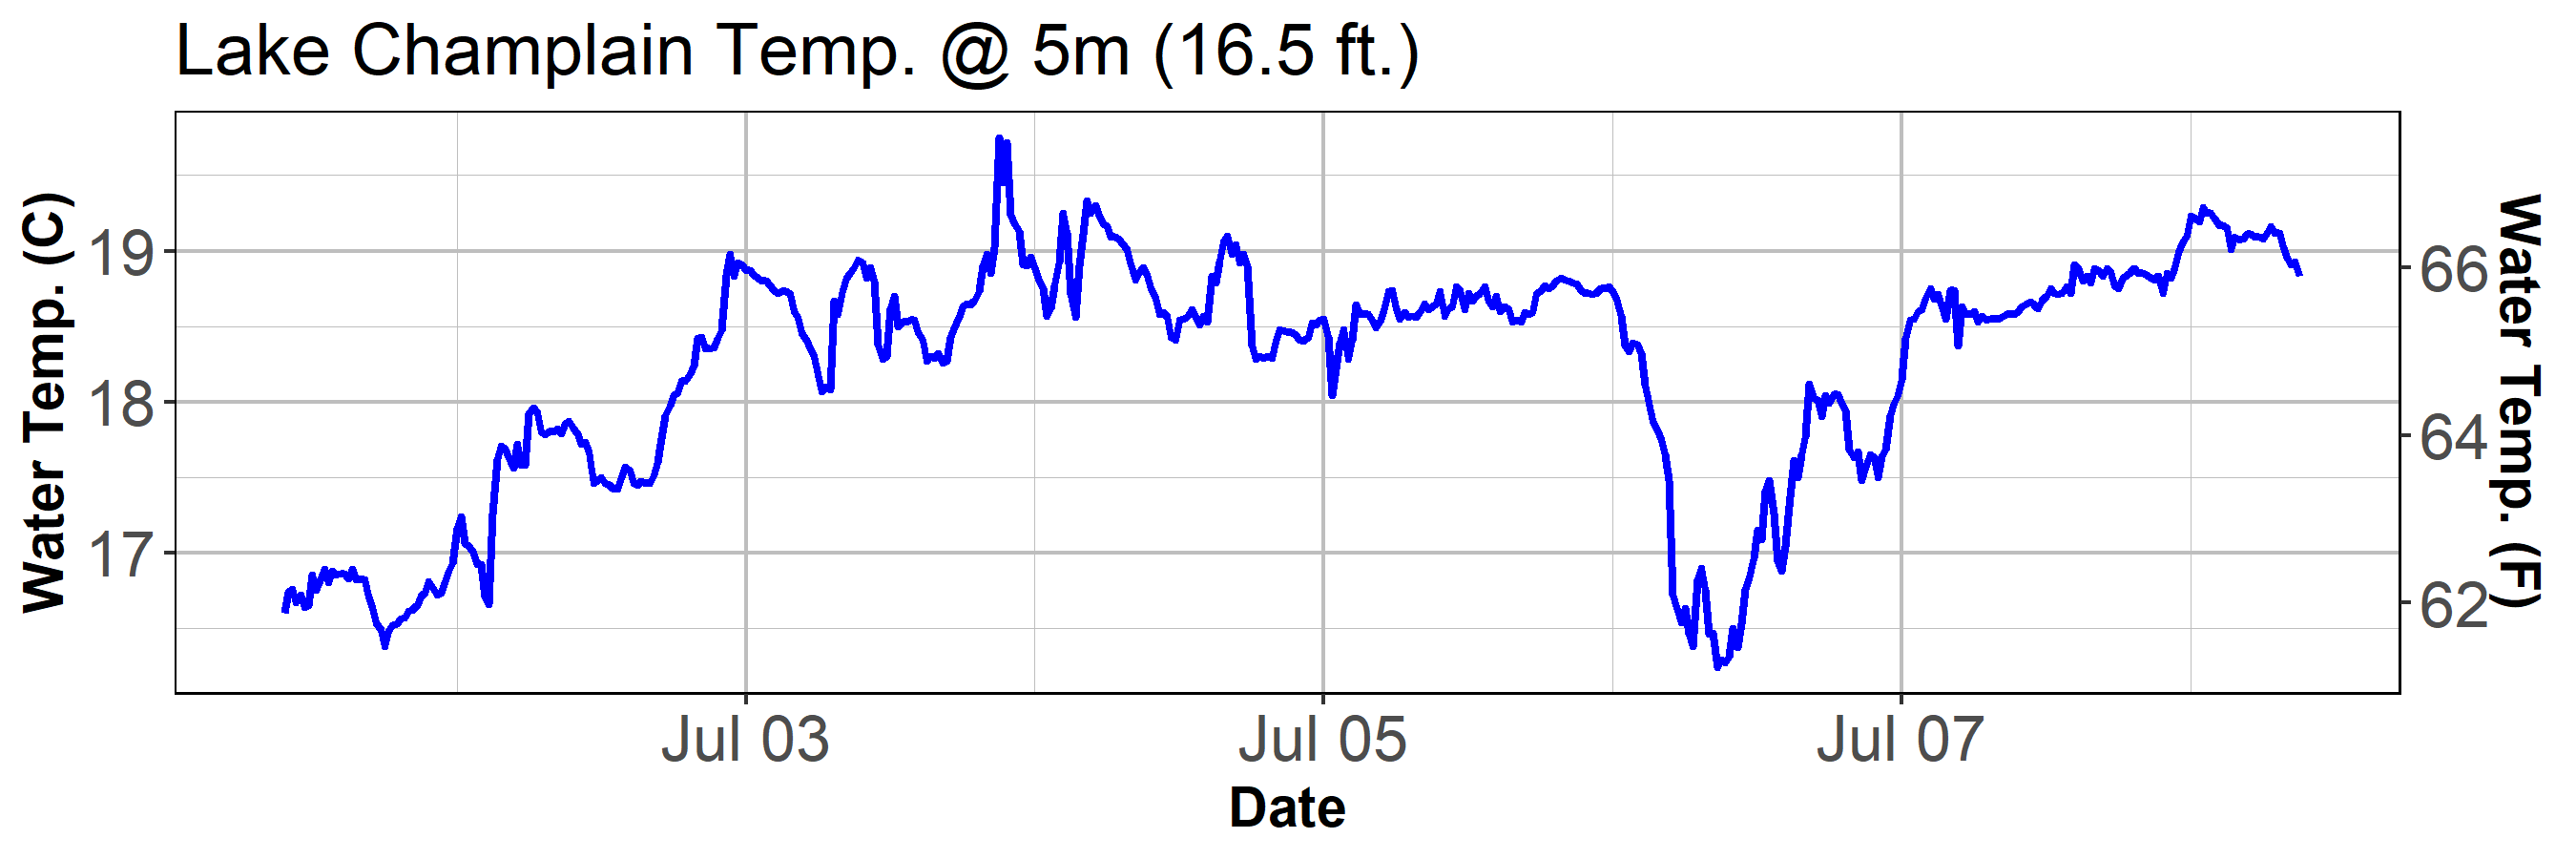 Lake Champlain Temp. @ 5m (16.5 ft.)
Water Temp. (C)
19
18
17
66
64
62
Water Temp. (F)
Jul 03
Jul 05
Jul 07
Date